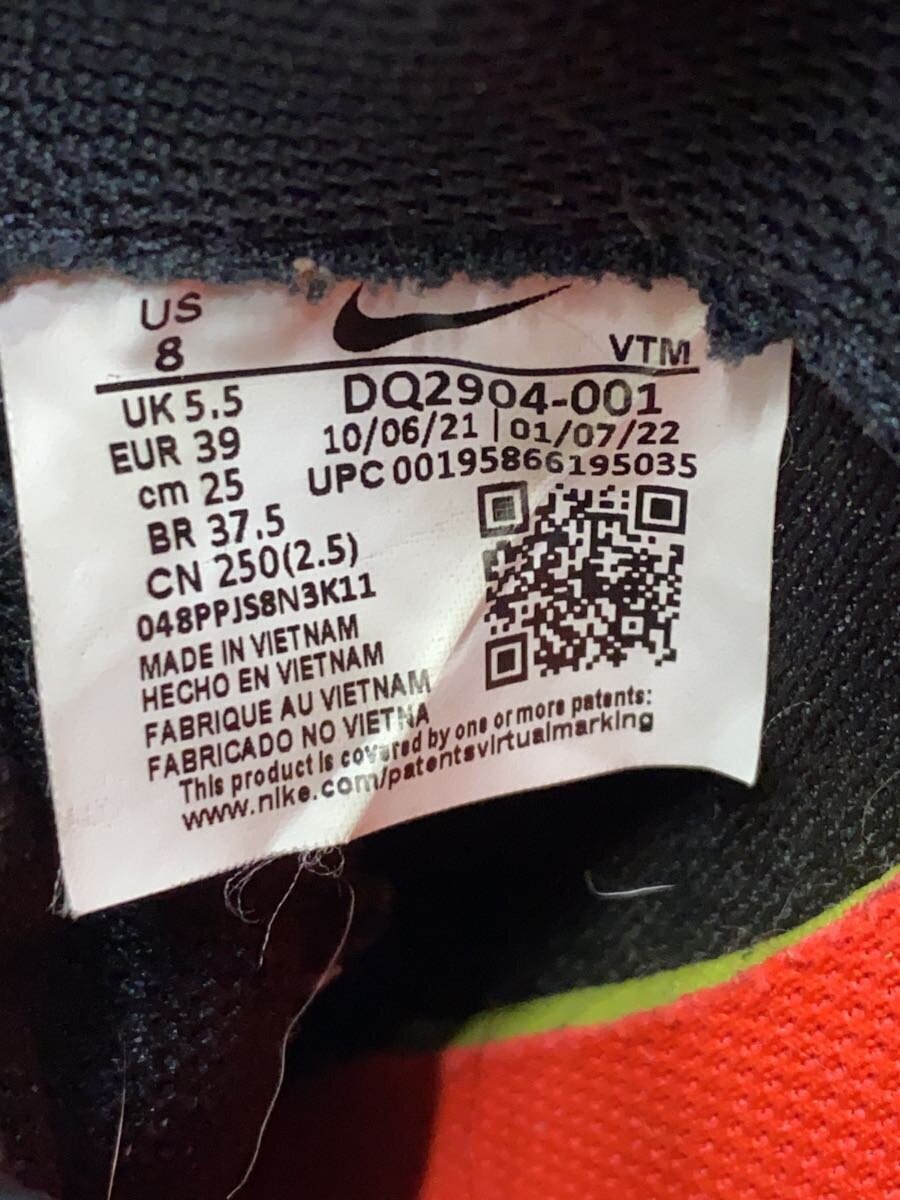 US
8
VTM
UK 5.5
EUR 39
cm 25
BR 37.5
CN 250(2.5)
DQ2904-001
10/06/21 | 01/07/22
UPC 00195866195035
048PPJS8N3K11
MADE IN VIETNAM
HECHO EN VIETNAM
FABRIQUE AU VIETNAM
FABRICADO NO VIETNA
This product is covered by one or more patents:
www.nike.com/patentsvirtualmarking